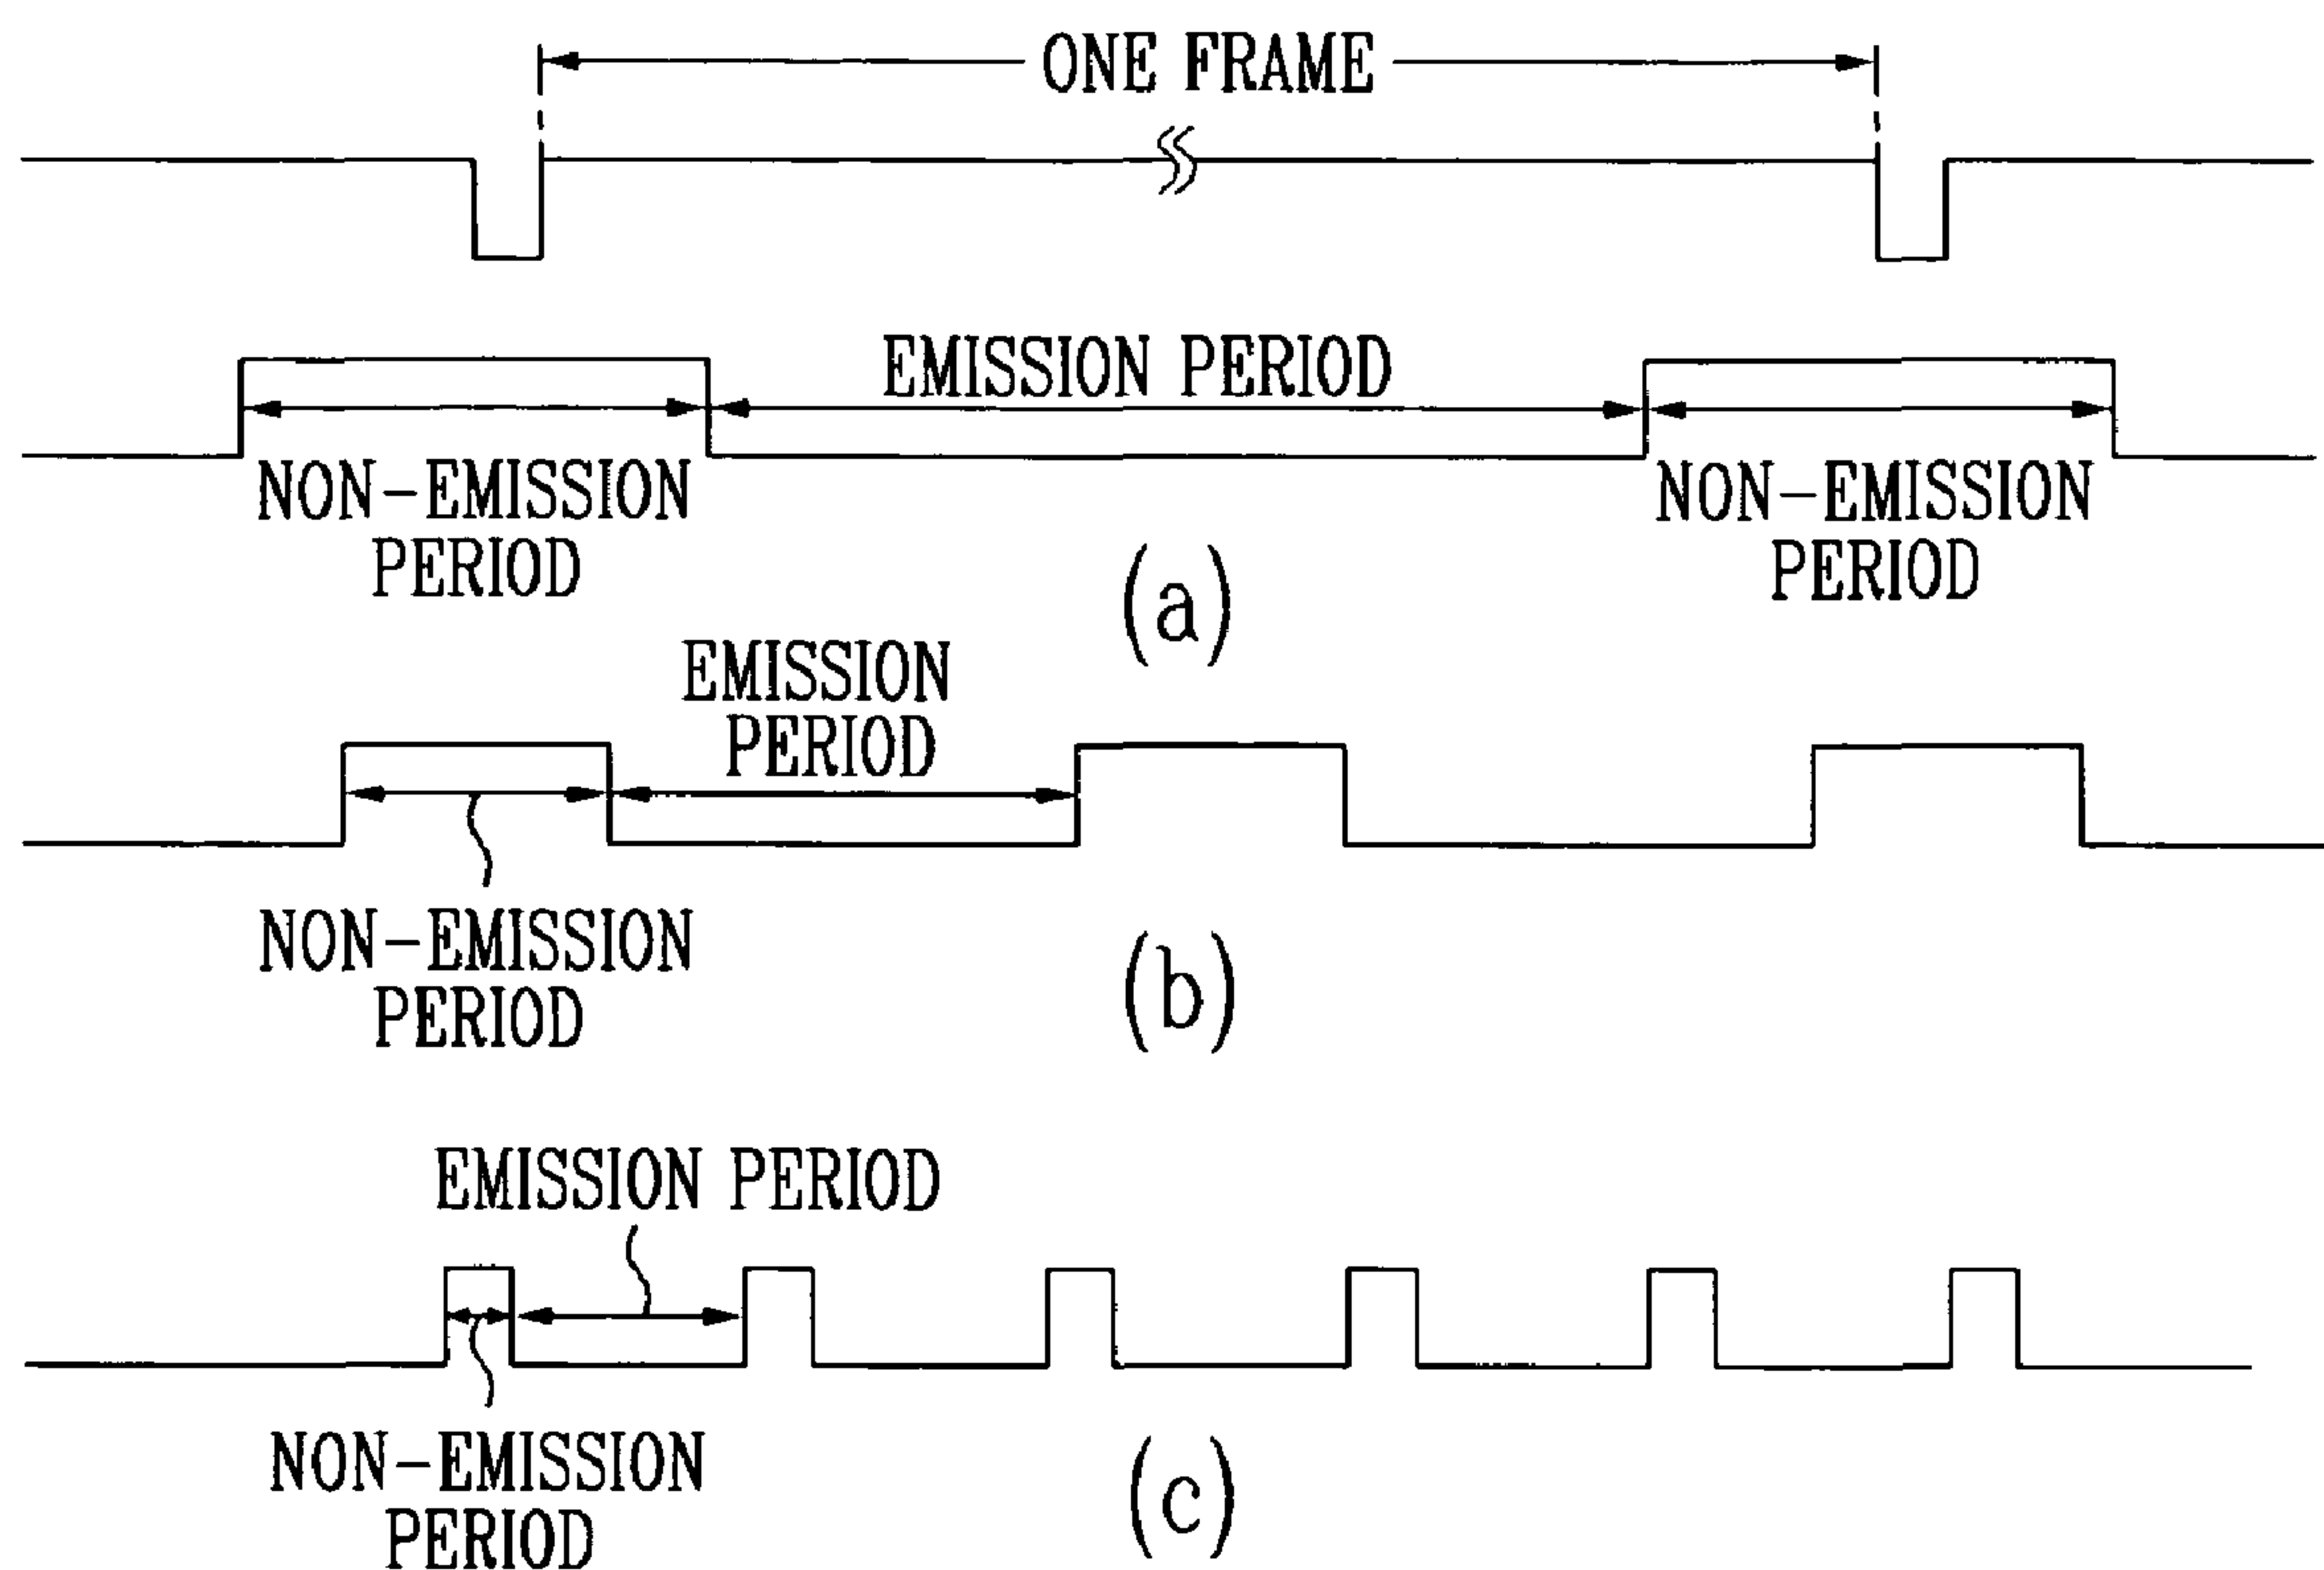 ONE FRAME
EMISSION PERIOD
NON-EMISSION
PERIOD
NON-EMISSION
PERIOD
(a)
EMISSION
PERIOD
NON-EMISSION
PERIOD
(b)
EMISSION PERIOD
NON-EMISSION
PERIOD
(c)